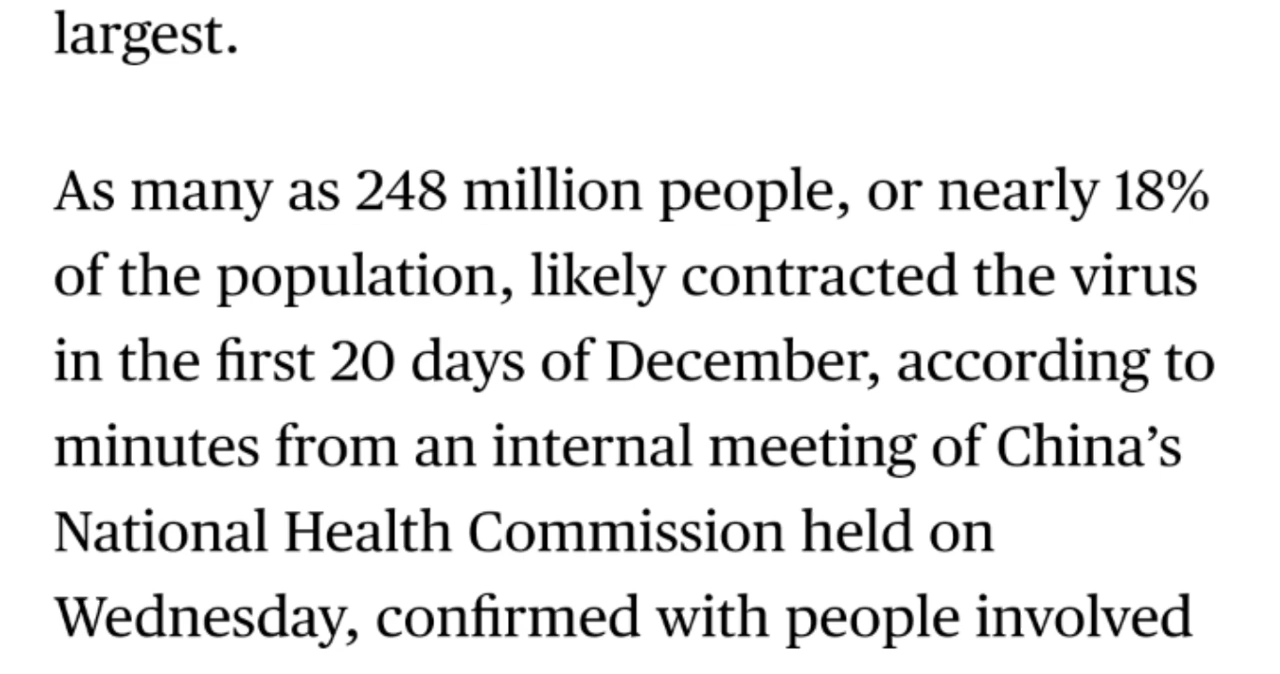 largest.
As many as 248 million people, or nearly 18%
of the population, likely contracted the virus
in the first 20 days of December, according to
minutes from an internal meeting of China’s
National Health Commission held on
Wednesday, confirmed with people involved